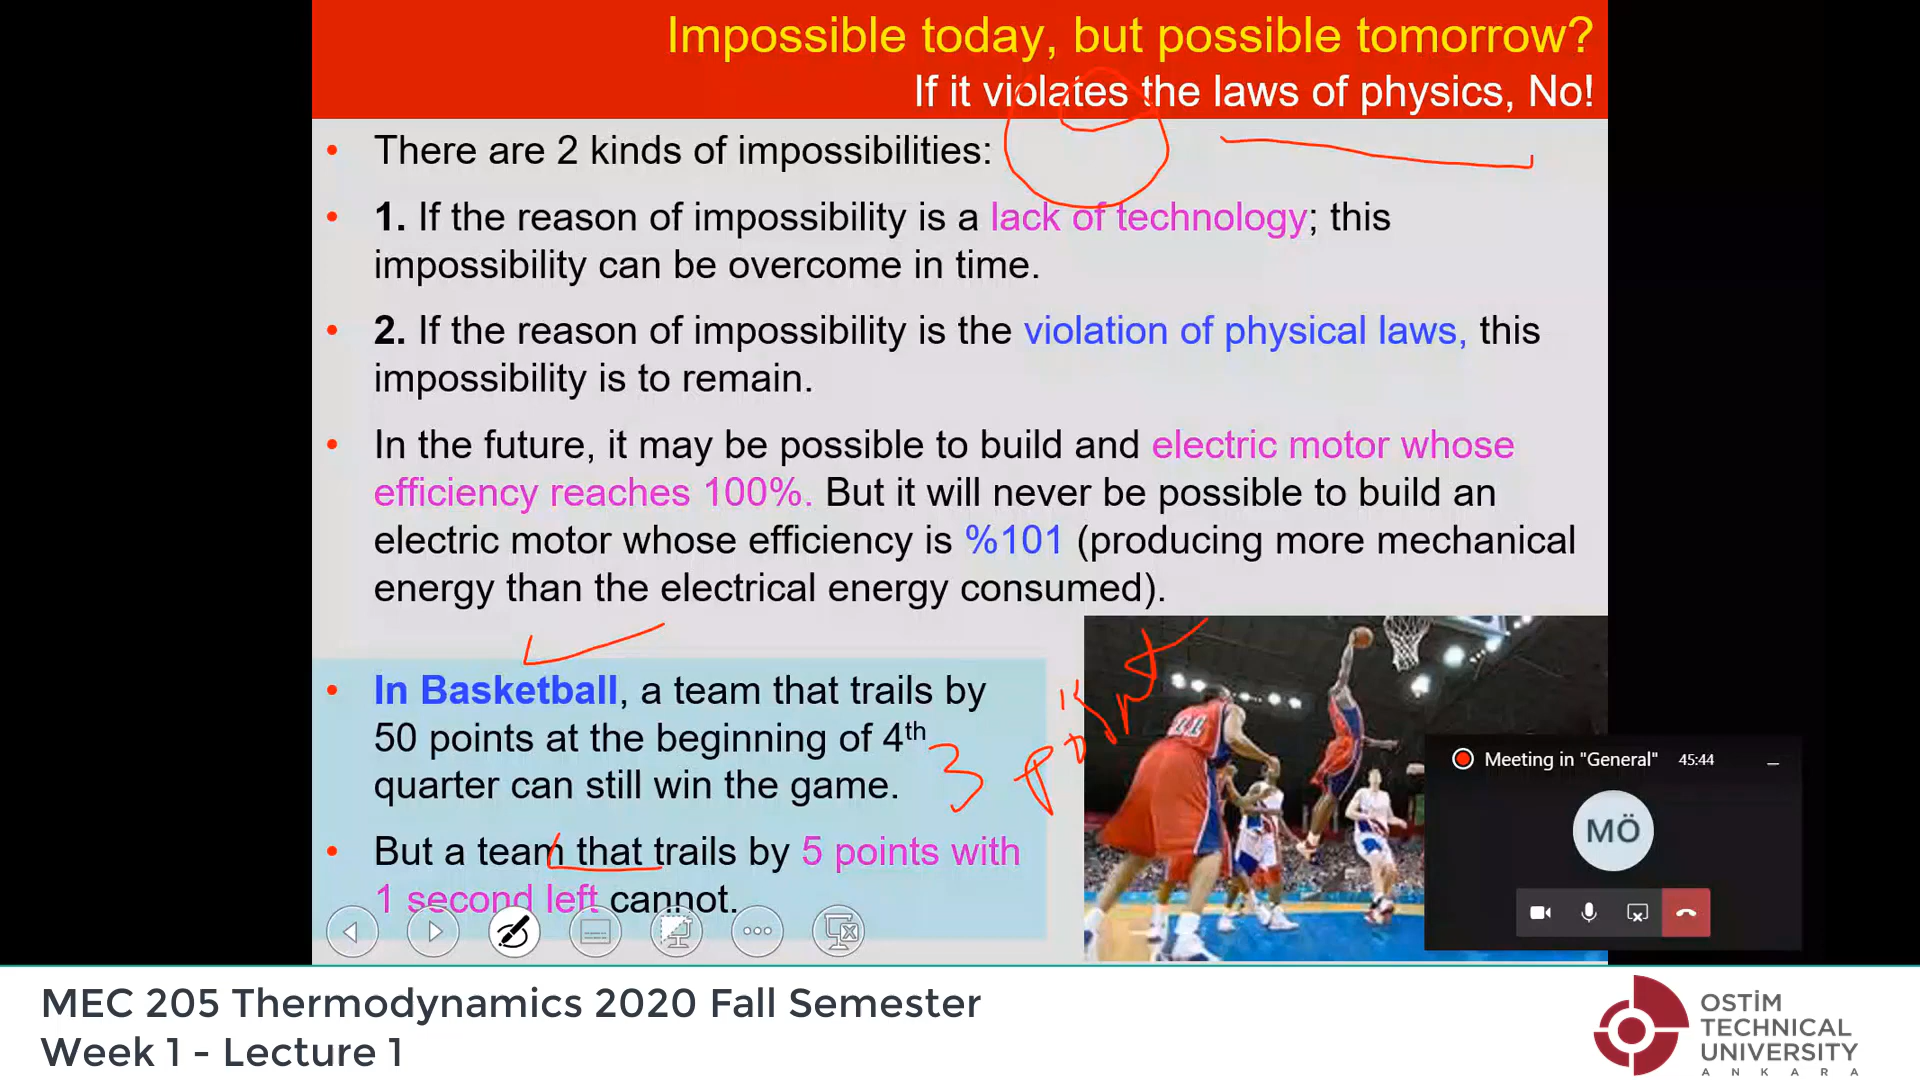 Impossible today, but possible tomorrow?
If it violates the laws of physics, No!
• There are 2 kinds of impossibilities:
• 1. If the reason of impossibility is a lack of technology; this
impossibility can be overcome in time.
• 2. If the reason of impossibility is the violation of physical laws, this
impossibility is to remain.
• In the future, it may be possible to build and electric motor whose
efficiency reaches 100%. But it will never be possible to build an
electric motor whose efficiency is %101 (producing more mechanical
energy than the electrical energy consumed).
• In Basketball, a team that trails by
50 points at the beginning of 4th
quarter can still win the game.
3 point
• But a team that trails by 5 points with
1 second left cannot.
11
Meeting in "General" 45:44
MÖ
MEC 205 Thermodynamics 2020 Fall Semester
Week 1 - Lecture 1
OSTİM
TECHNICAL
UNIVERSITY
ANKARA